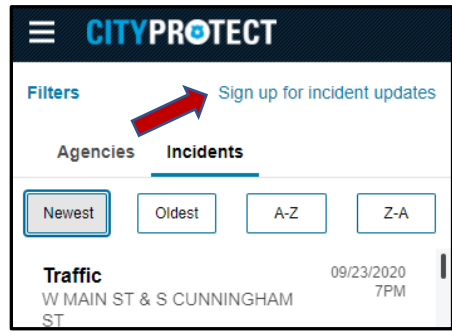 CITYPROTECT
Filters Sign up for incident updates
Agencies Incidents
Newest Oldest A-Z Z-A
Traffic 09/23/2020
W MAIN ST & S CUNNINGHAM 7PM
ST